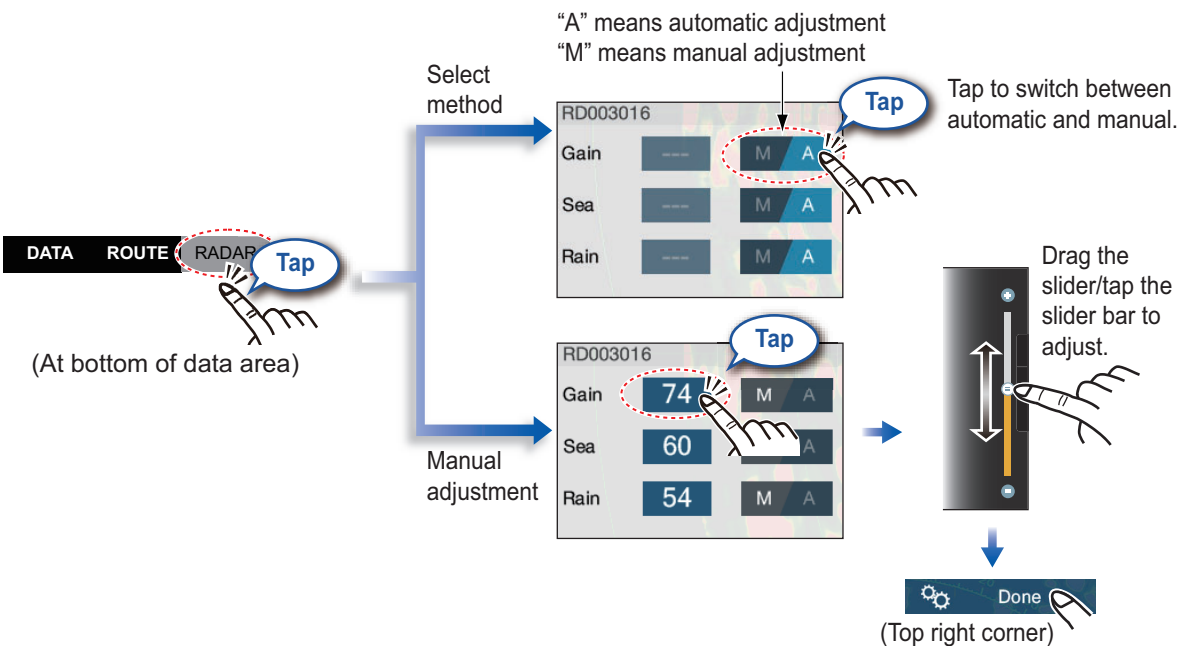 “A” means automatic adjustment
“M” means manual adjustment
Select
method
Tap
Tap to switch between
automatic and manual.
RD003016
Gain --- M A
Sea --- M A
Rain --- M A
DATA ROUTE RADAR
Tap
(At bottom of data area)
Manual
adjustment
Tap
RD003016
Gain 74 M A
Sea 60 A
Rain 54 M A
Drag the
slider/tap the
slider bar to
adjust.
Done
(Top right corner)